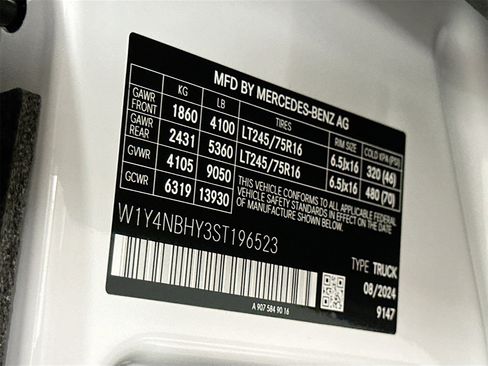 MFD BY MERCEDES-BENZ AG
KG LB TIRES RIM SIZE COLD KPA (PSI)
GAWR FRONT 1860 4100 LT245/75R16 6.5Jx16 320 (46)
GAWR REAR 2431 5360 LT245/75R16 6.5Jx16 480 (70)
GVWR 4105 9050
GCWR 6319 13930
THIS VEHICLE CONFORMS TO ALL APPLICABLE FEDERAL
MOTOR VEHICLE SAFETY STANDARDS IN EFFECT ON THE DATE
OF MANUFACTURE SHOWN BELOW.
W1Y4NBHY3ST196523
TYPE TRUCK
08/2024
9147
A 907 584 90 16